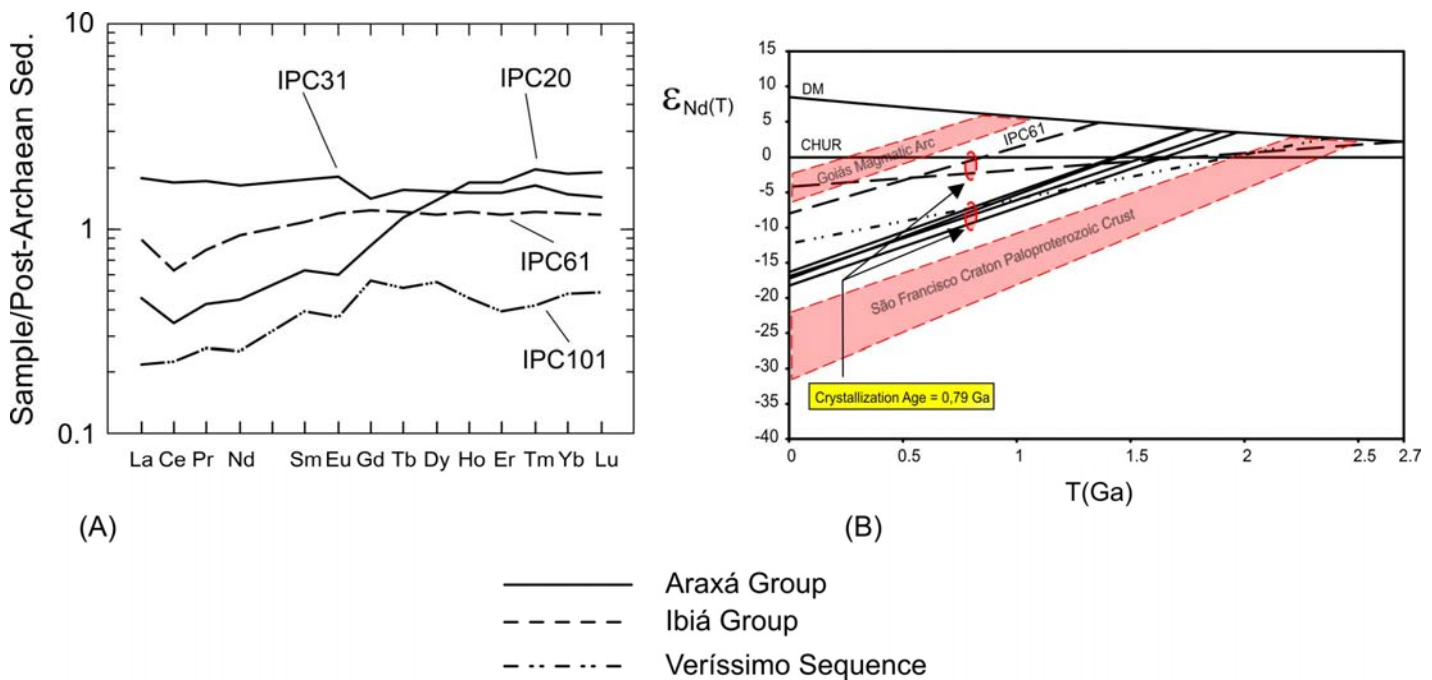 Sample/Post-Archaean Sed.
10
1
0.1
IPC31
IPC20
IPC61
IPC101
La Ce Pr Nd Sm Eu Gd Tb Dy Ho Er Tm Yb Lu
(A)
εNd(T)
15
10
5
0
-5
-10
-15
-20
-25
-30
-35
-40
DM
CHUR
IPC61
Goiás Magmatic Arc
São Francisco Craton Paloproterozoic Crust
Crystallization Age = 0,79 Ga
0 0.5 1 1.5 2 2.5 2.7
T(Ga)
(B)
Araxá Group
Ibiá Group
Veríssimo Sequence